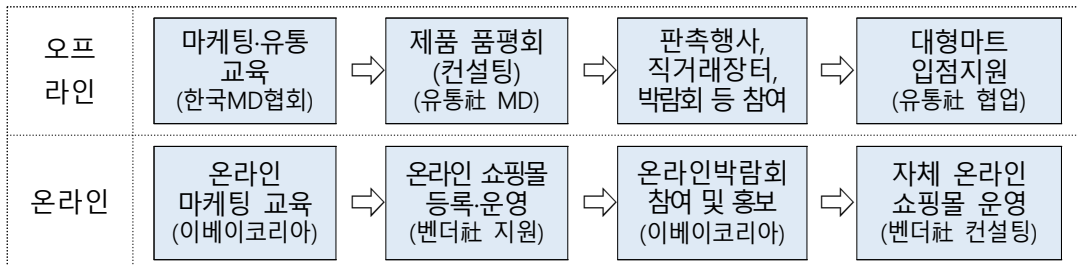 오프
라인
마케팅·유통
교육
(한국MD협회)
제품 품평회
(컨설팅)
(유통社 MD)
판촉행사,
직거래장터,
박람회 등 참여
대형마트
입점지원
(유통社 협업)
온라인
온라인
마케팅 교육
(이베이코리아)
온라인 쇼핑몰
등록·운영
(벤더社 지원)
온라인박람회
참여 및 홍보
(이베이코리아)
자체 온라인
쇼핑몰 운영
(벤더社 컨설팅)